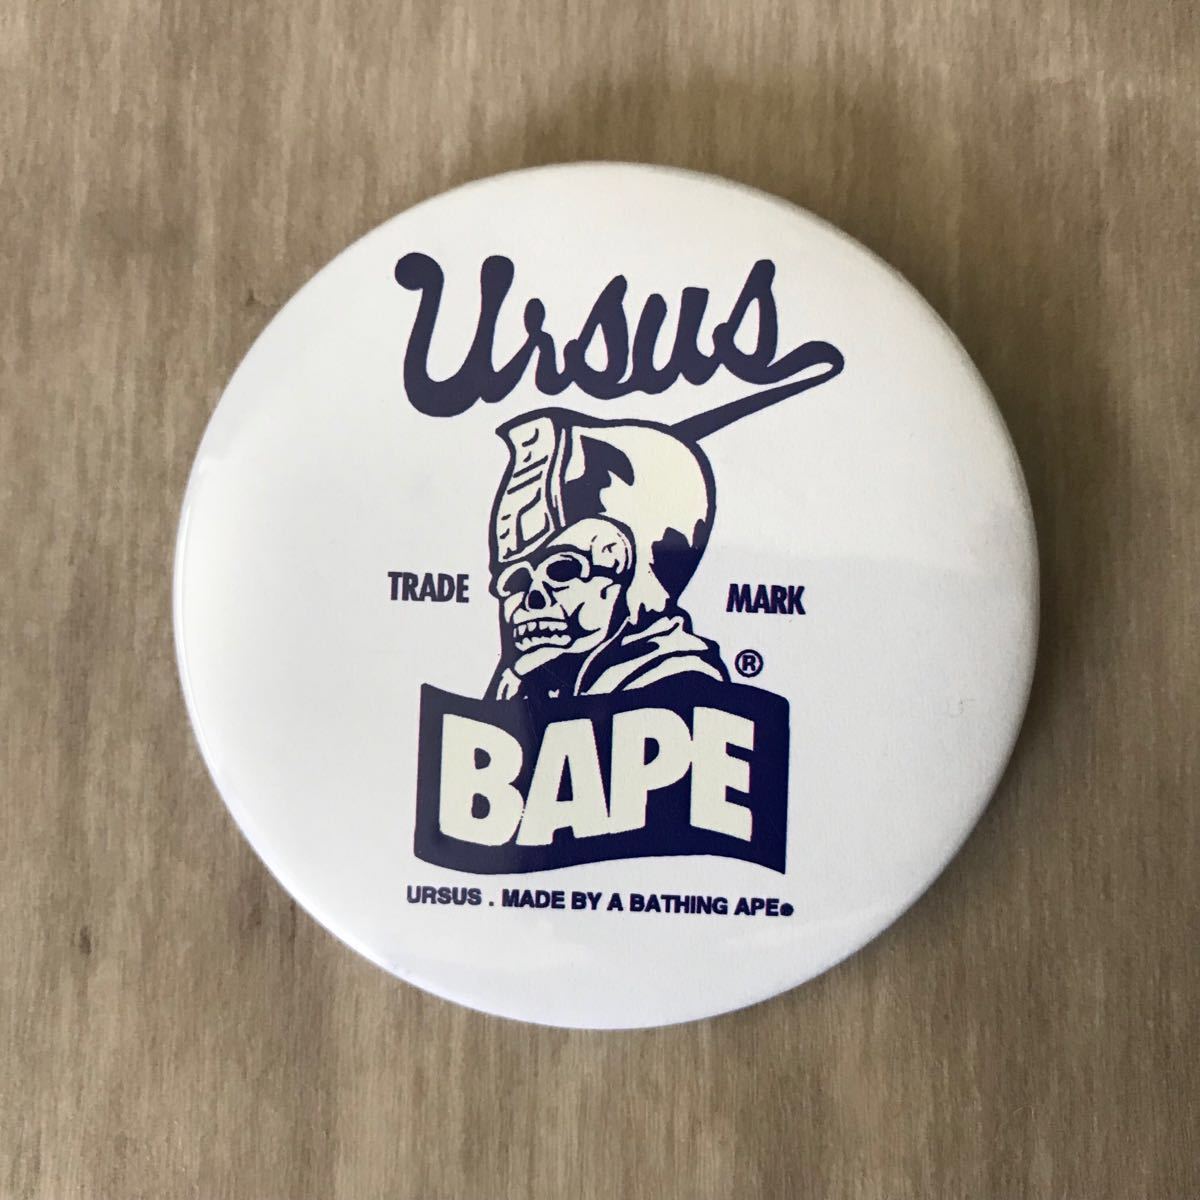 Ursus
TRADE MARK
®
BAPE
URSUS . MADE BY A BATHING APE®